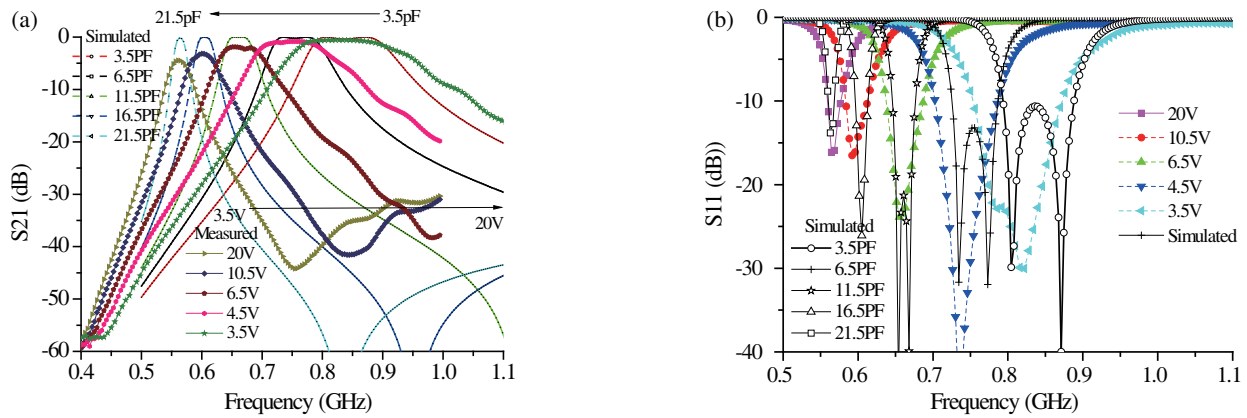 (a)
21.5pF
3.5pF
Simulated
3.5PF
6.5PF
11.5PF
16.5PF
21.5PF
3.5V
20V
Measured
20V
10.5V
6.5V
4.5V
3.5V
0
-10
-20
-30
-40
-50
-60
S21 (dB)
0.4 0.5 0.6 0.7 0.8 0.9 1.0 1.1
Frequency (GHz)
(b)
0
-10
-20
-30
-40
S11 (dB))
20V
10.5V
6.5V
4.5V
3.5V
Simulated
Simulated
3.5PF
6.5PF
11.5PF
16.5PF
21.5PF
0.5 0.6 0.7 0.8 0.9 1.0 1.1
Frequency (GHz)